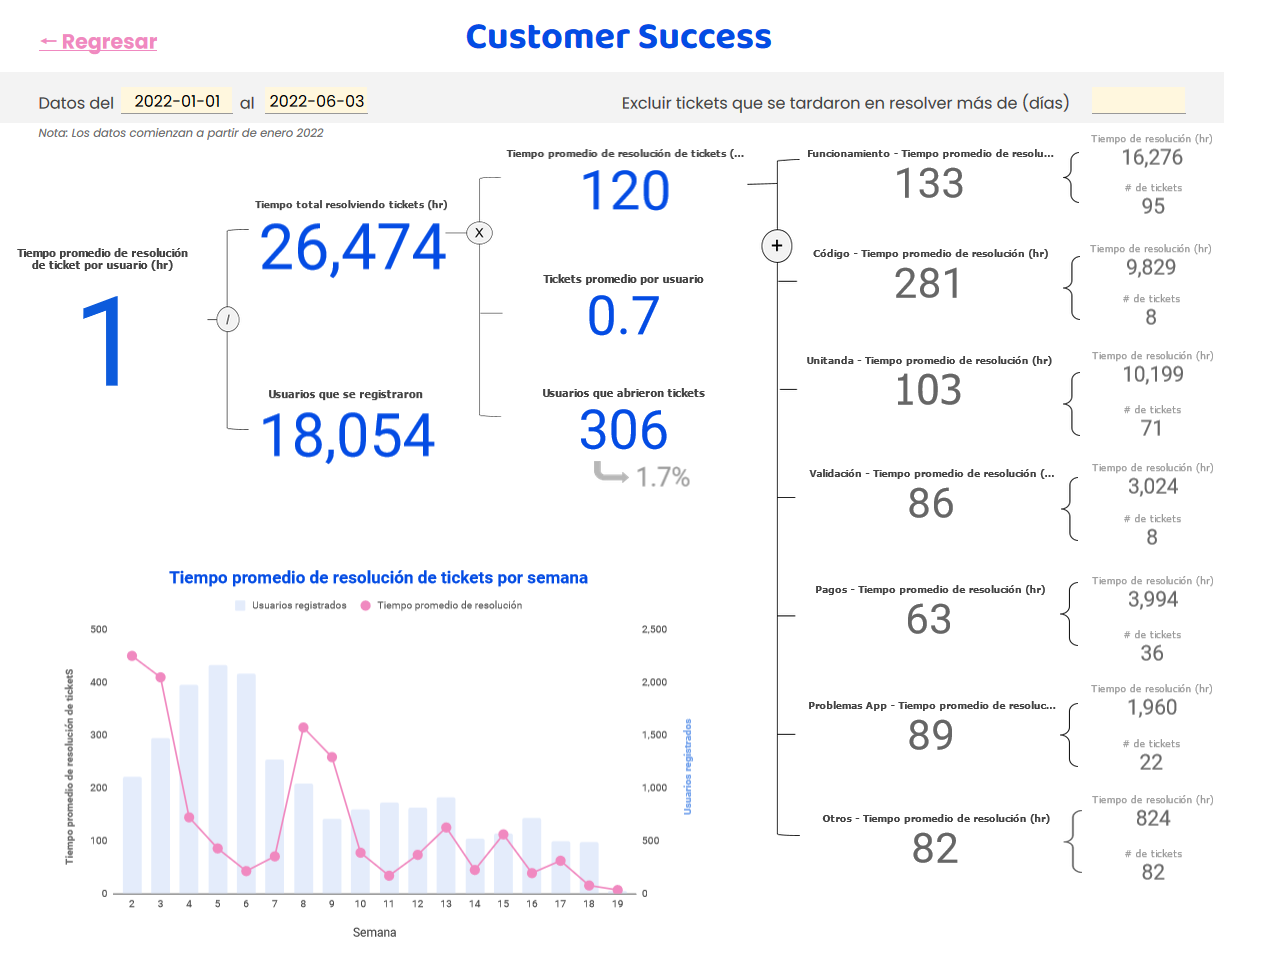 ← Regresar
Customer Success
Datos del 2022-01-01 al 2022-06-03
Excluir tickets que se tardaron en resolver más de (días)
Nota: Los datos comienzan a partir de enero 2022
Tiempo promedio de resolución
de ticket por usuario (hr)
1
/
Tiempo total resolviendo tickets (hr)
26,474
Usuarios que se registraron
18,054
X
Tiempo promedio de resolución de tickets (...
120
Tickets promedio por usuario
0.7
Usuarios que abrieron tickets
306
1.7%
+
Funcionamiento - Tiempo promedio de resolu...
133
Tiempo de resolución (hr)
16,276
# de tickets
95
Código - Tiempo promedio de resolución (hr)
281
Tiempo de resolución (hr)
9,829
# de tickets
8
Unitanda - Tiempo promedio de resolución (hr)
103
Tiempo de resolución (hr)
10,199
# de tickets
71
Validación - Tiempo promedio de resolución (...
86
Tiempo de resolución (hr)
3,024
# de tickets
8
Pagos - Tiempo promedio de resolución (hr)
63
Tiempo de resolución (hr)
3,994
# de tickets
36
Problemas App - Tiempo promedio de resoluc...
89
Tiempo de resolución (hr)
1,960
# de tickets
22
Otros - Tiempo promedio de resolución (hr)
82
Tiempo de resolución (hr)
824
# de tickets
82
Tiempo promedio de resolución de tickets por semana
Usuarios registrados
Tiempo promedio de resolución
Tiempo promedio de resolución de ticketS
500
400
300
200
100
0
2,500
2,000
1,500
1,000
500
0
Usuarios registrados
2 3 4 5 6 7 8 9 10 11 12 13 14 15 16 17 18 19
Semana